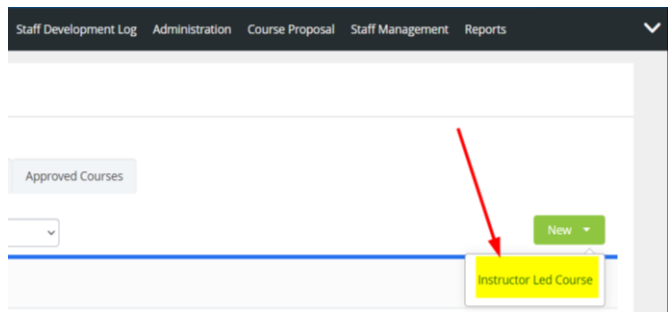 Staff Development Log Administration Course Proposal Staff Management Reports
Approved Courses
New
Instructor Led Course